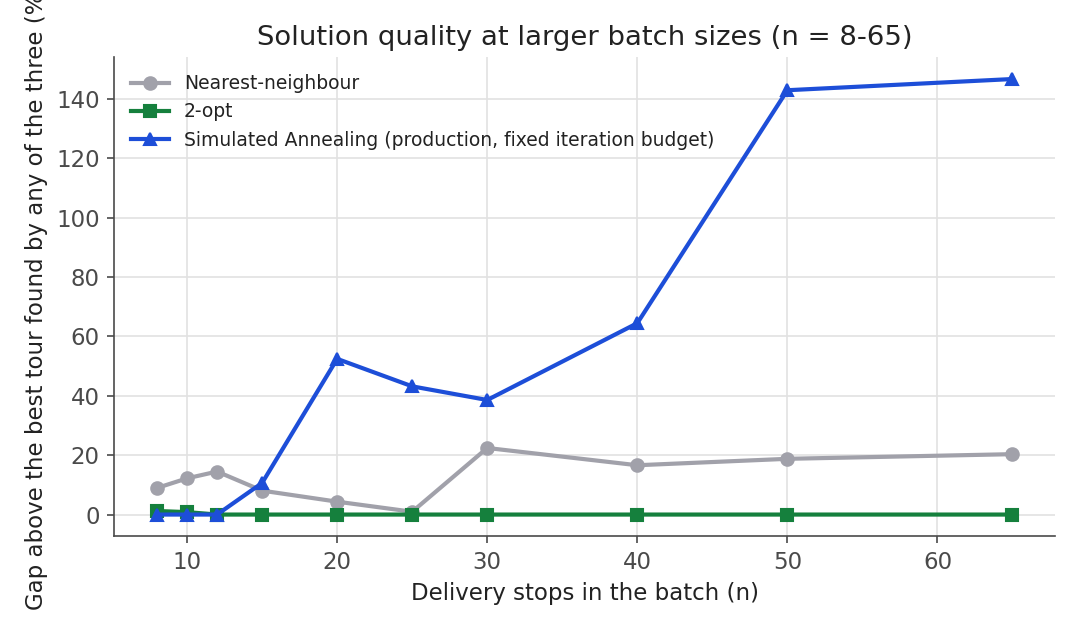 Solution quality at larger batch sizes (n = 8-65)
Gap above the best tour found by any of the three (%
Nearest-neighbour
2-opt
Simulated Annealing (production, fixed iteration budget)
140
120
100
80
60
40
20
0
10 20 30 40 50 60
Delivery stops in the batch (n)